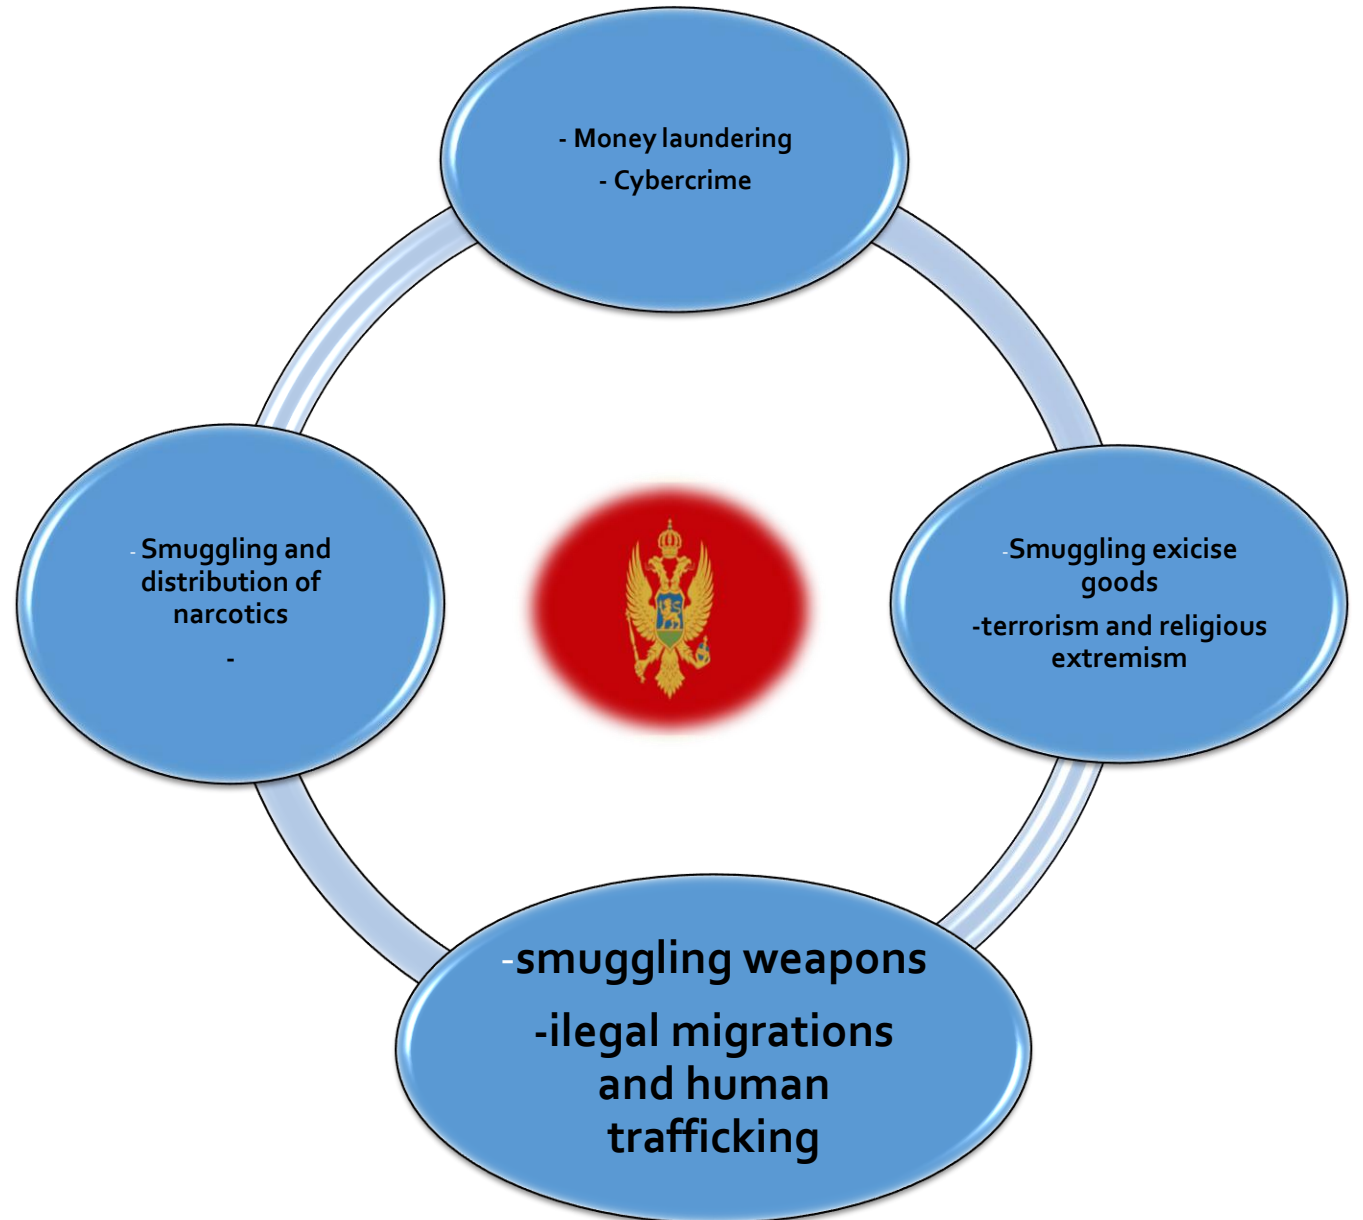 - Money laundering
- Cybercrime
- Smuggling and
distribution of
narcotics
-
-Smuggling exicise
goods
-terrorism and religious
extremism
-smuggling weapons
-ilegal migrations
and human
trafficking